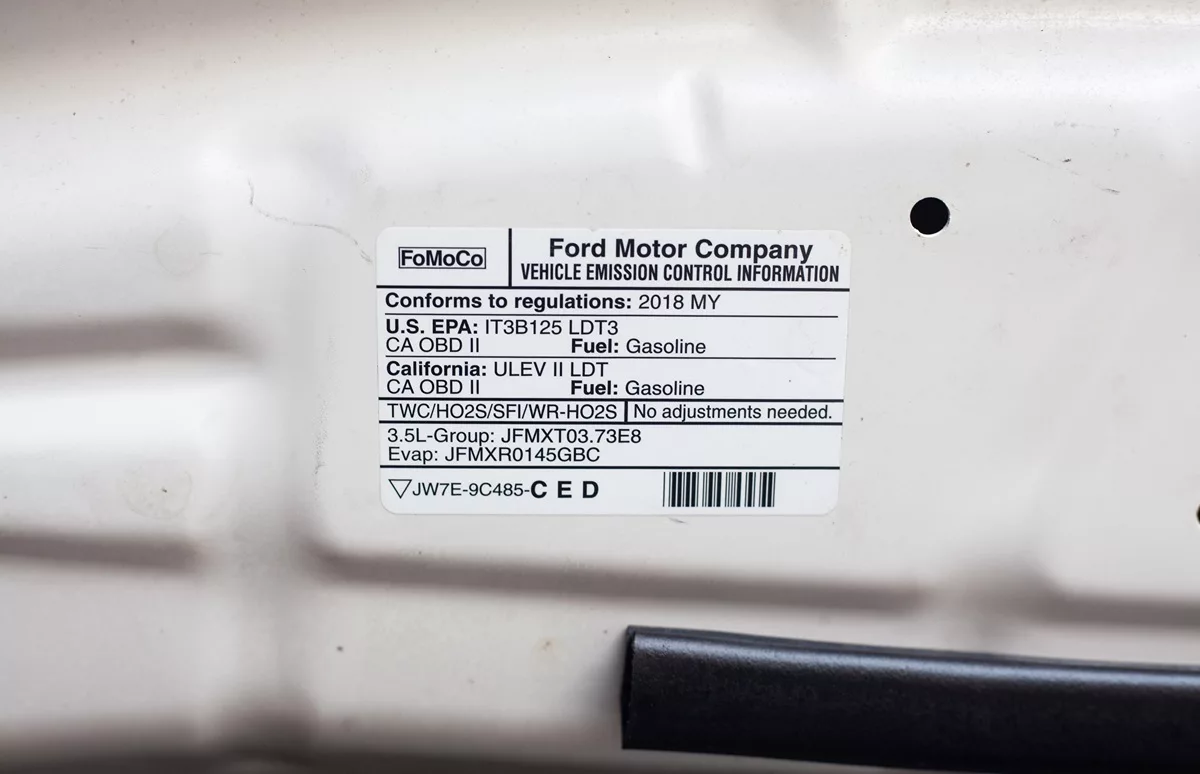 FoMoCo
Ford Motor Company
VEHICLE EMISSION CONTROL INFORMATION
Conforms to regulations: 2018 MY
U.S. EPA: IT3B125 LDT3
CA OBD II Fuel: Gasoline
California: ULEV II LDT
CA OBD II Fuel: Gasoline
TWC/HO2S/SFI/WR-HO2S No adjustments needed.
3.5L-Group: JFMXT03.73E8
Evap: JFMXR0145GBC
JW7E-9C485-C E D